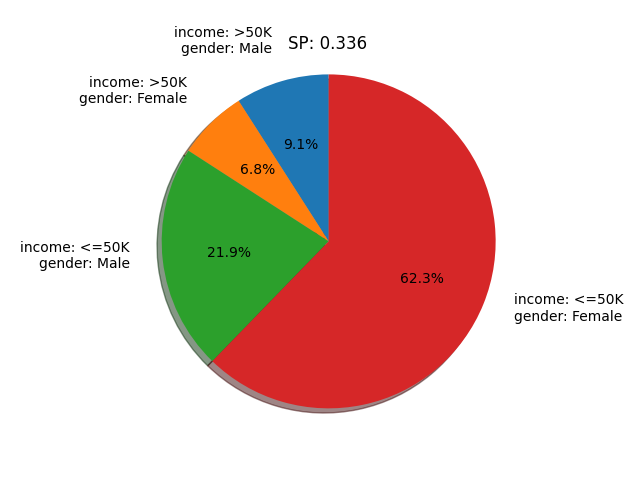 income: >50K
gender: Male
SP: 0.336
income: >50K
gender: Female
9.1%
6.8%
income: <=50K
gender: Male
21.9%
62.3%
income: <=50K
gender: Female